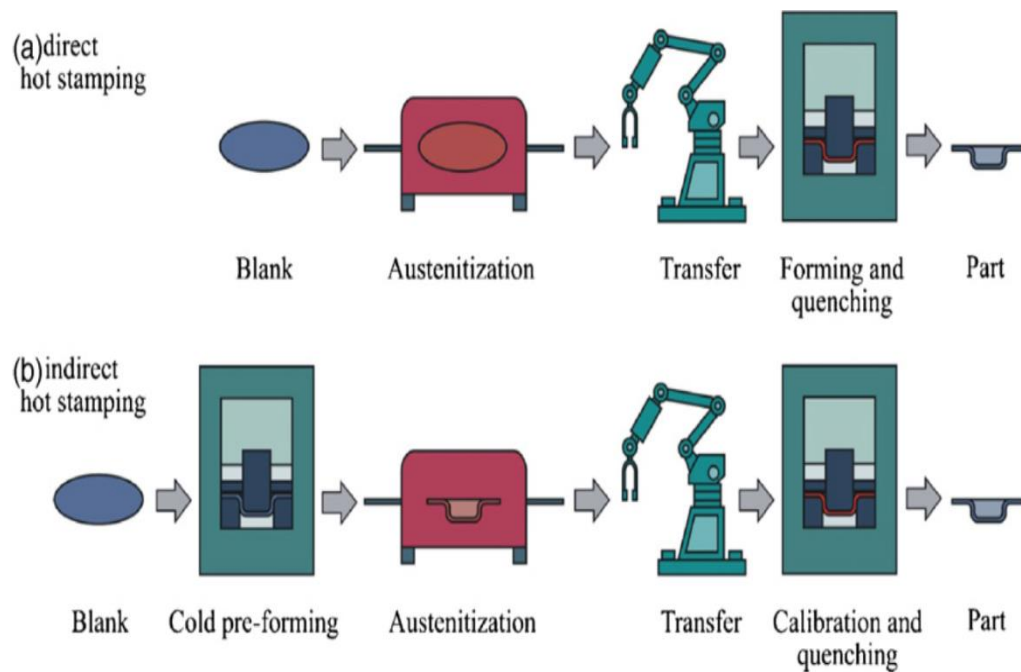 (a)direct
hot stamping
Blank
Austenitization
Transfer
Forming and
quenching
Part
(b)indirect
hot stamping
Blank
Cold pre-forming
Austenitization
Transfer
Calibration and
quenching
Part